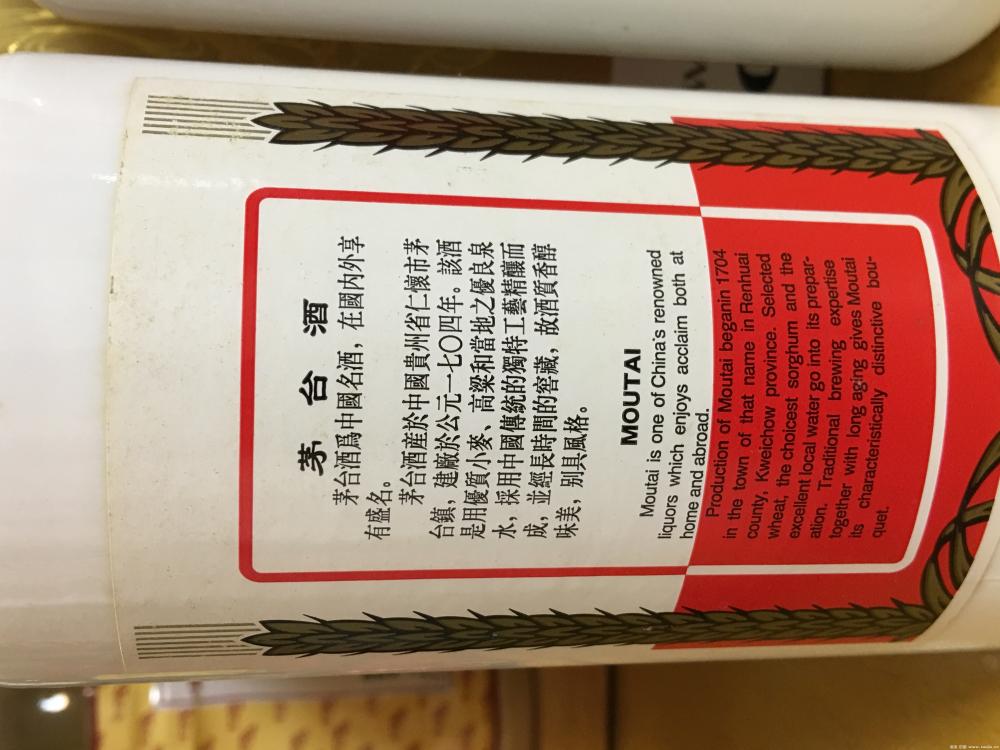 茅台酒
茅台酒爲中國名酒，在國内外享
有盛名。
茅台酒産於中國貴州省仁懷市茅
台鎮，建廠於公元一七〇四年。該酒
是用優質小麥、高粱和當地之優良泉
水，採用中國傳統的獨特工藝精釀而
成，並經長時間的窖藏，故酒質香醇
味美，别具風格。
MOUTAI
Moutai is one of China's renowned
liquors which enjoys acclaim both at
home and abroad.
Production of Moutai beganin 1704
in the town of that name in Renhuai
county, Kweichow province. Selected
wheat, the choicest sorghum and the
excellent local water go into its prepar-
ation. Traditional brewing expertise
together with long aging gives Moutai
its characteristically distinctive bou-
quet.